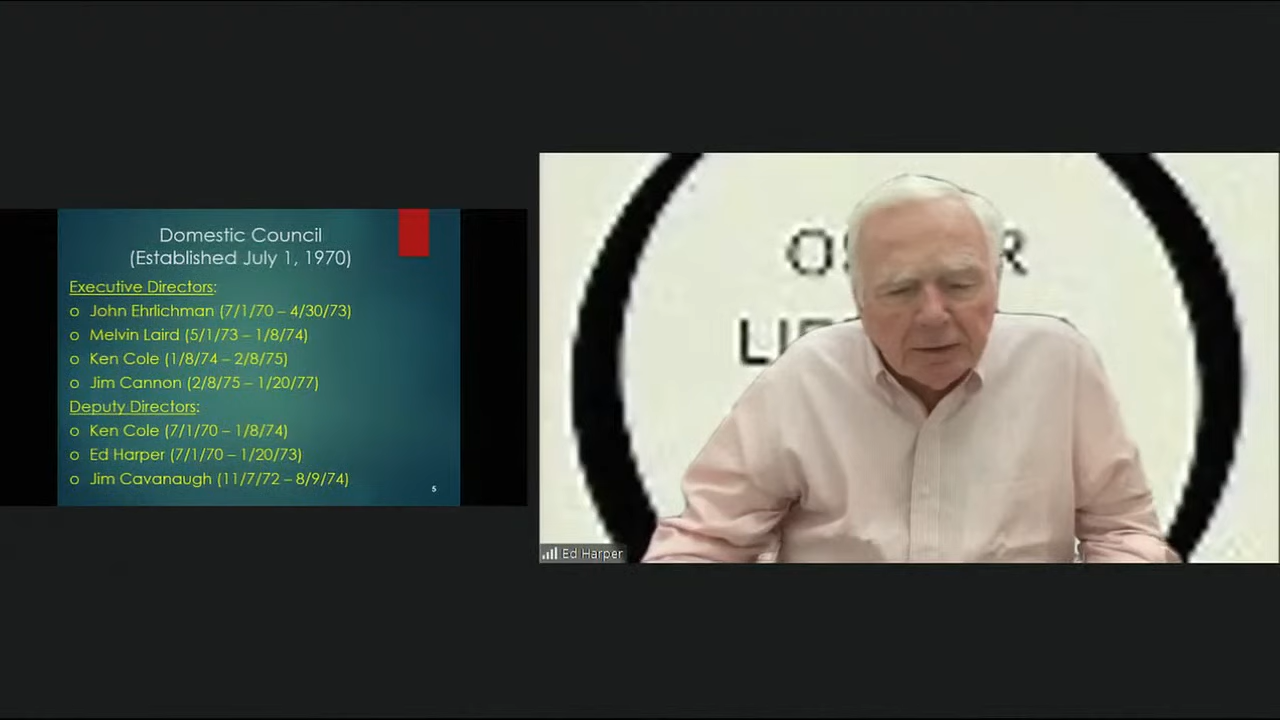 Domestic Council
(Established July 1, 1970)
Executive Directors:
o John Ehrlichman (7/1/70 – 4/30/73)
o Melvin Laird (5/1/73 – 1/8/74)
o Ken Cole (1/8/74 – 2/8/75)
o Jim Cannon (2/8/75 – 1/20/77)
Deputy Directors:
o Ken Cole (7/1/70 – 1/8/74)
o Ed Harper (7/1/70 – 1/20/73)
o Jim Cavanaugh (11/7/72 – 8/9/74)
5
Ed Harper